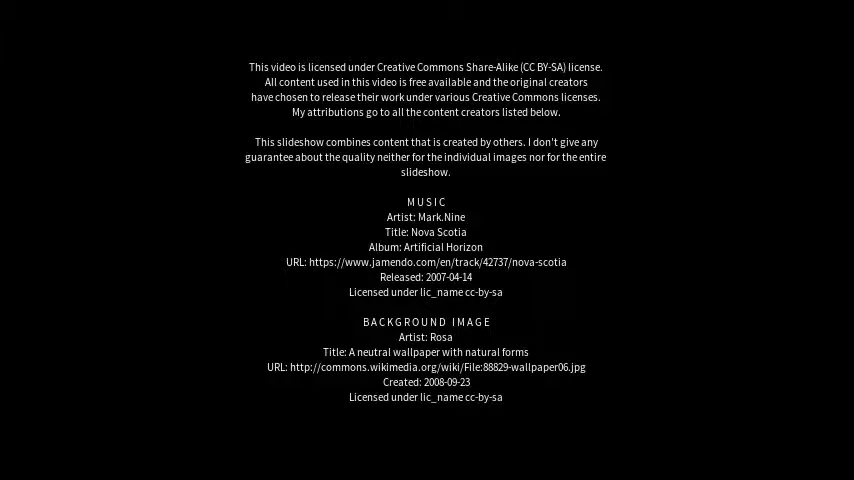 This video is licensed under Creative Commons Share-Alike (CC BY-SA) license.
All content used in this video is free available and the original creators
have chosen to release their work under various Creative Commons licenses.
My attributions go to all the content creators listed below.
This slideshow combines content that is created by others. I don't give any
guarantee about the quality neither for the individual images nor for the entire
slideshow.
MUSIC
Artist: Mark.Nine
Title: Nova Scotia
Album: Artificial Horizon
URL: https://www.jamendo.com/en/track/42737/nova-scotia
Released: 2007-04-14
Licensed under lic_name cc-by-sa
BACKGROUND IMAGE
Artist: Rosa
Title: A neutral wallpaper with natural forms
URL: http://commons.wikimedia.org/wiki/File:88829-wallpaper06.jpg
Created: 2008-09-23
Licensed under lic_name cc-by-sa